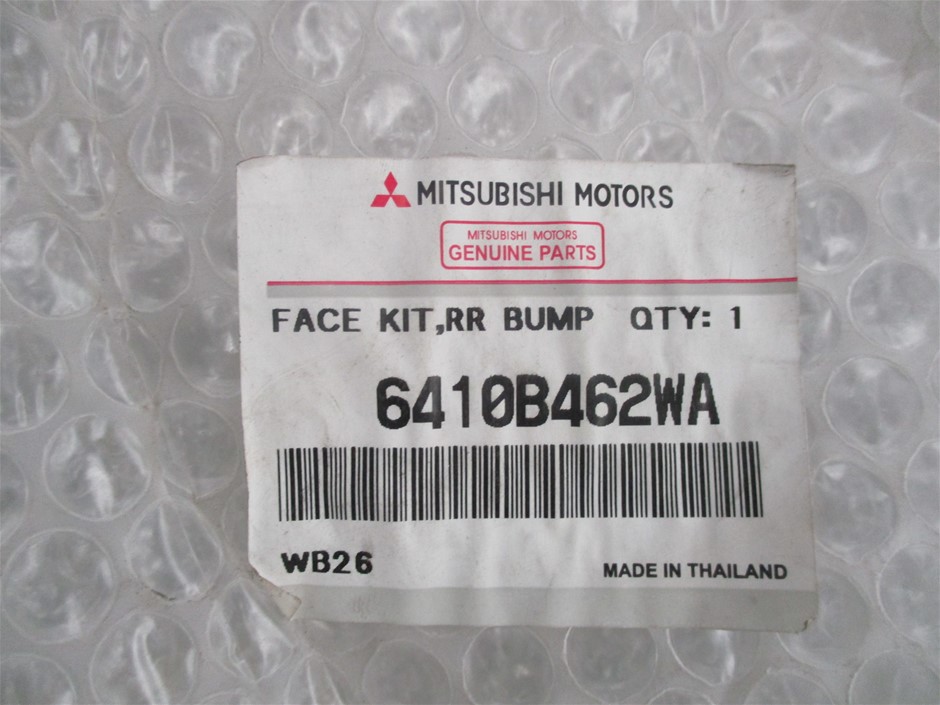 MITSUBISHI MOTORS
MITSUBISHI MOTORS
GENUINE PARTS
FACE KIT,RR BUMP QTY: 1
6410B462WA
WB26 MADE IN THAILAND